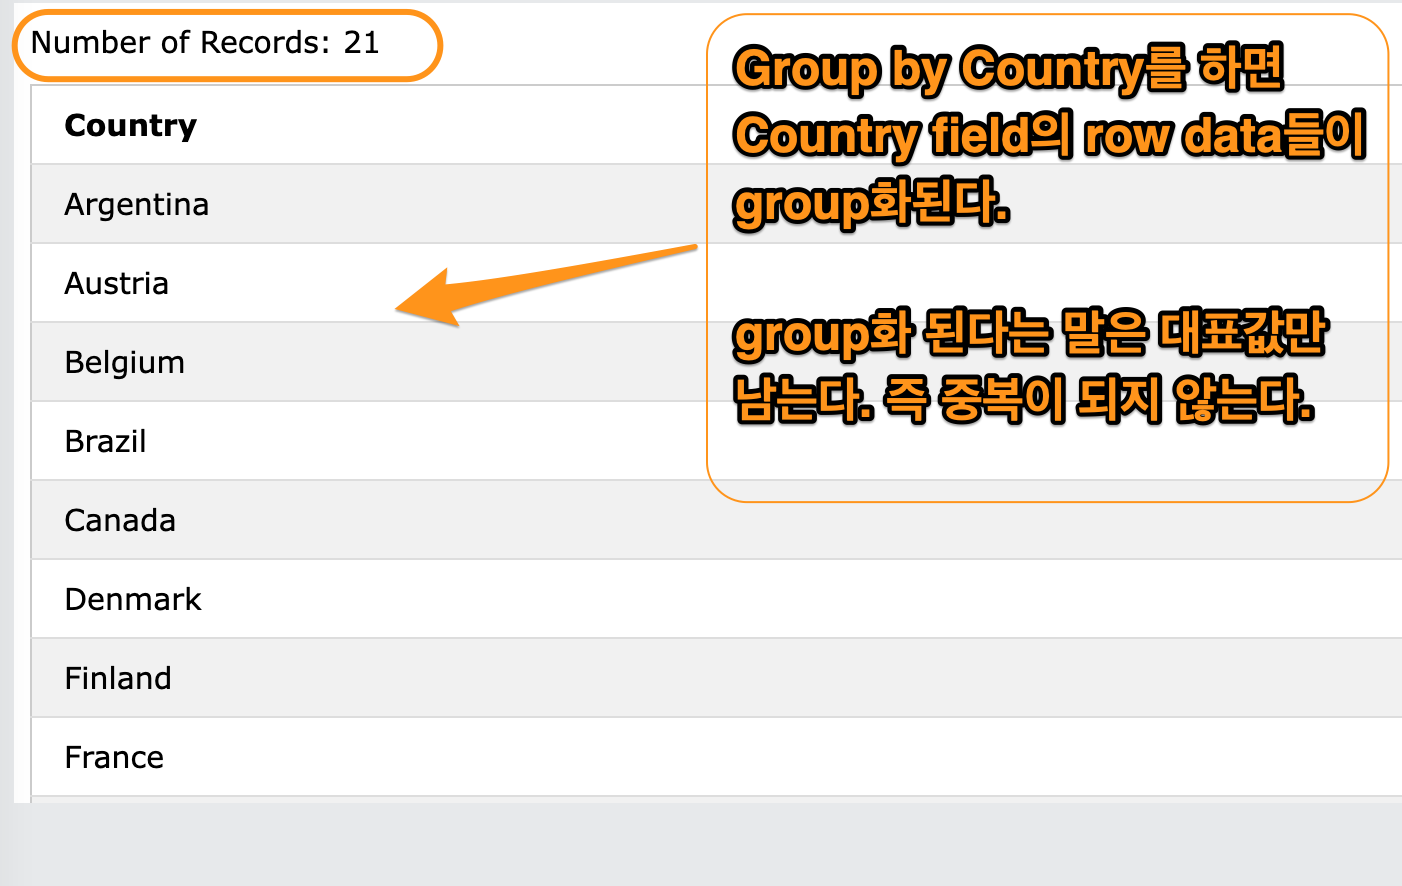 Number of Records: 21
Country
Argentina
Austria
Belgium
Brazil
Canada
Denmark
Finland
France
Group by Country를 하면
Country field의 row data들이
group화된다.
group화 된다는 말은 대표값만
남는다. 즉 중복이 되지 않는다.